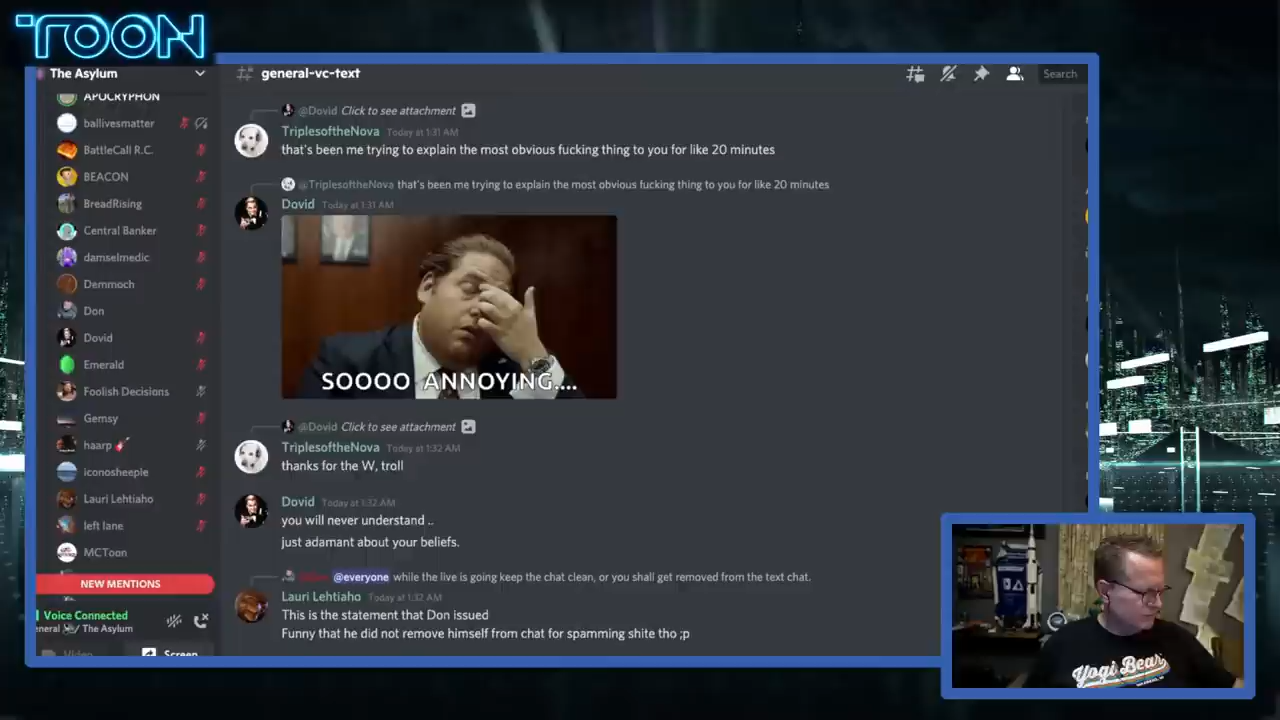 TOON
The Asylum
APOCRYPHON
ballivesmatter
BattleCall R.C.
BEACON
BreadRising
Central Banker
damselmedic
Demmoch
Don
Dovid
Emerald
Foolish Decisions
Gemsy
haarp
iconosheeple
Lauri Lehtiaho
left lane
MCToon
NEW MENTIONS
Voice Connected
eneral / The Asylum
Video
Screen
general-vc-text
Search
@Dovid Click to see attachment
TriplesoftheNova Today at 1:31 AM
that's been me trying to explain the most obvious fucking thing to you for like 20 minutes
@TriplesoftheNova that's been me trying to explain the most obvious fucking thing to you for like 20 minutes
Dovid Today at 1:31 AM
SOOOO ANNOYING....
@Dovid Click to see attachment
TriplesoftheNova Today at 1:32 AM
thanks for the W, troll
Dovid Today at 1:32 AM
you will never understand ..
just adamant about your beliefs.
@everyone while the live is going keep the chat clean, or you shall get removed from the text chat.
Lauri Lehtiaho Today at 1:32 AM
This is the statement that Don issued
Funny that he did not remove himself from chat for spamming shite tho ;p
Yogi Bear